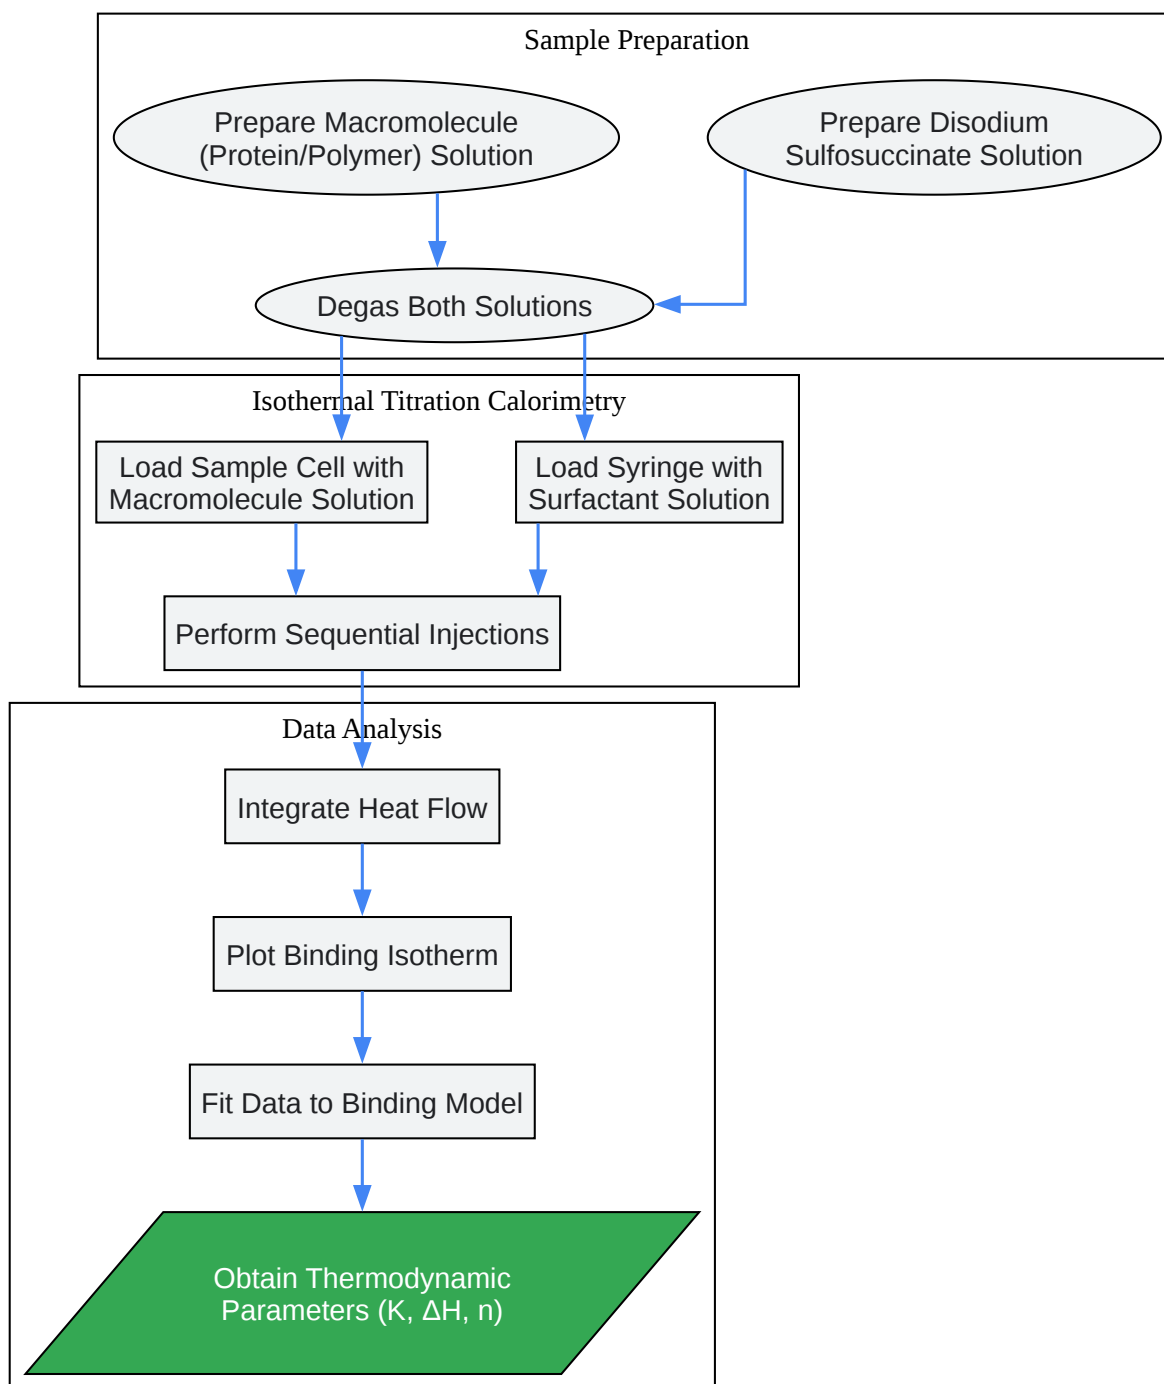 Sample Preparation
Prepare Macromolecule
(Protein/Polymer) Solution
Prepare Disodium
Sulfosuccinate Solution
Degas Both Solutions
Isothermal Titration Calorimetry
Load Sample Cell with
Macromolecule Solution
Load Syringe with
Surfactant Solution
Perform Sequential Injections
Data Analysis
Integrate Heat Flow
Plot Binding Isotherm
Fit Data to Binding Model
Obtain Thermodynamic
Parameters (K, ΔH, n)